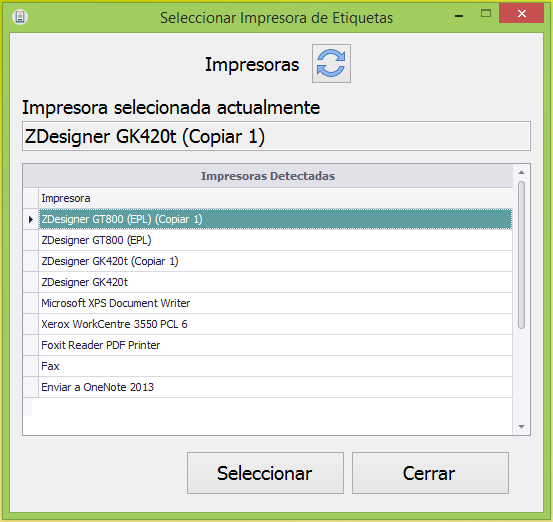 Seleccionar Impresora de Etiquetas
Impresoras
Impresora selecionada actualmente
ZDesigner GK420t (Copiar 1)
Impresoras Detectadas
Impresora
ZDesigner GT800 (EPL) (Copiar 1)
ZDesigner GT800 (EPL)
ZDesigner GK420t (Copiar 1)
ZDesigner GK420t
Microsoft XPS Document Writer
Xerox WorkCentre 3550 PCL 6
Foxit Reader PDF Printer
Fax
Enviar a OneNote 2013
Seleccionar Cerrar